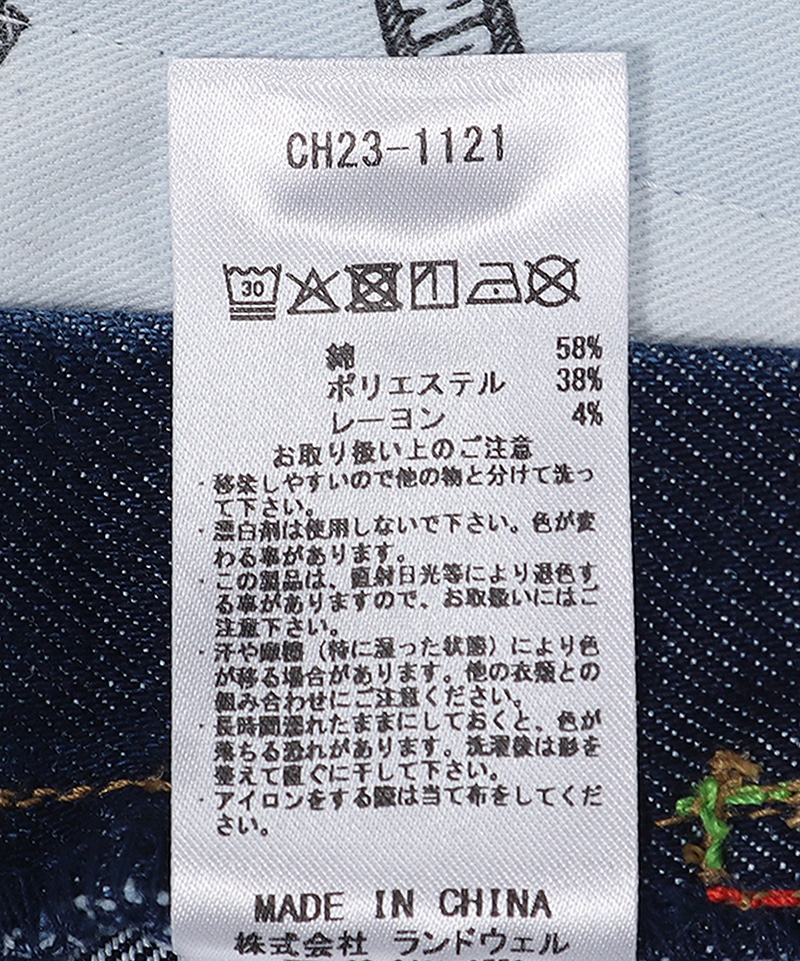 CH23-1121
30
綿 58%
ポリエステル 38%
レーヨン 4%
お取り扱い上のご注意
・移染しやすいので他の物と分けて洗っ
て下さい。
・漂白剤は使用しないで下さい。色が変
わる事があります。
・この製品は、直射日光等により退色す
る事がありますので、お取扱いにはご
注意下さい。
・汗や摩擦（特に湿った状態）により色
が移る場合があります。他の衣類との
組み合わせにご注意ください。
・長時間濡れたままにしておくと、色が
落ちる恐れがあります。洗濯後は形を
整えて直ぐに干して下さい。
・アイロンをする際は当て布をしてくだ
さい。
MADE IN CHINA
株式会社 ランドウェル